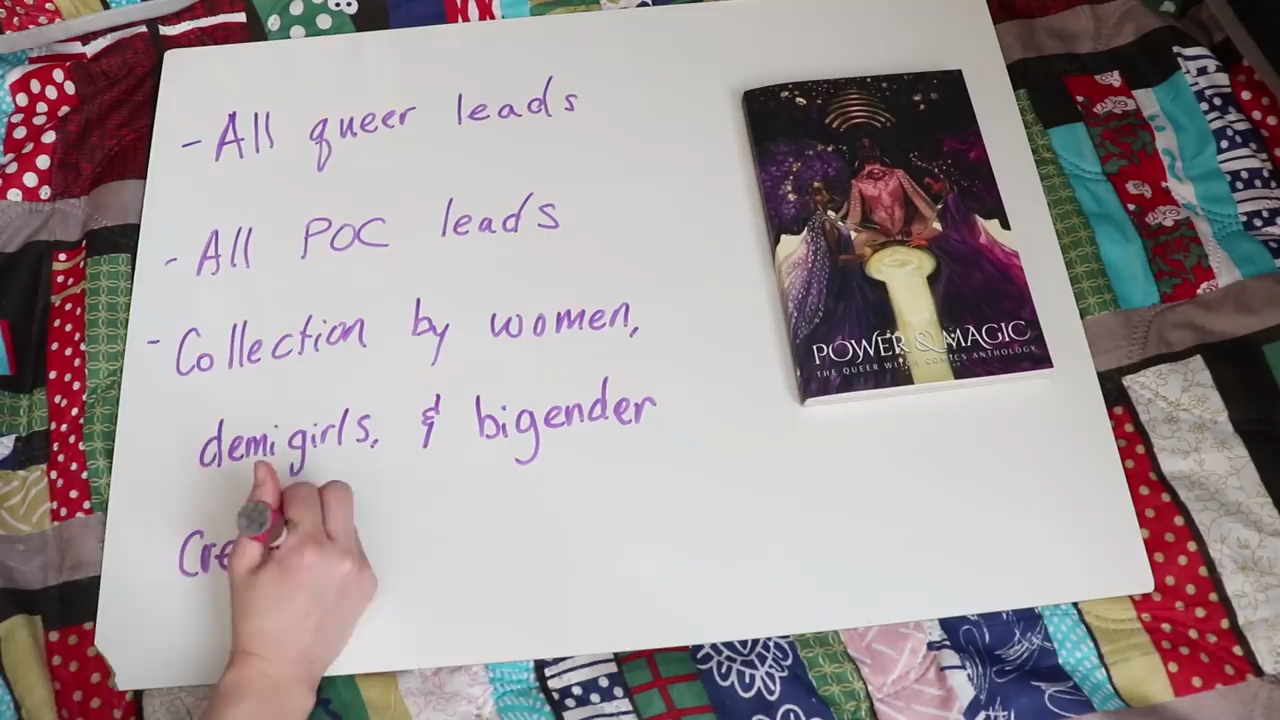 - All queer leads
- All POC leads
- Collection by women,
demigirls, & bigender
Cre
POWER & MAGIC
THE QUEER WITCH COMICS ANTHOLOGY